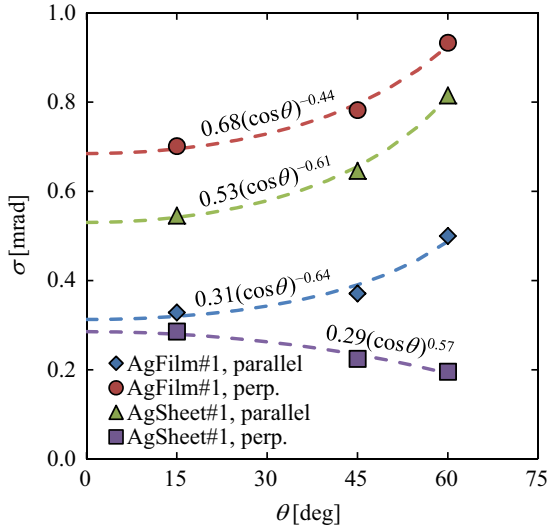 1.0
0.8
0.6
0.4
0.2
0.0
σ [mrad]
0.68(cosθ)^−0.44
0.53(cosθ)^−0.61
0.31(cosθ)^−0.64
0.29(cosθ)^0.57
AgFilm#1, parallel
AgFilm#1, perp.
AgSheet#1, parallel
AgSheet#1, perp.
0 15 30 45 60 75
θ [deg]